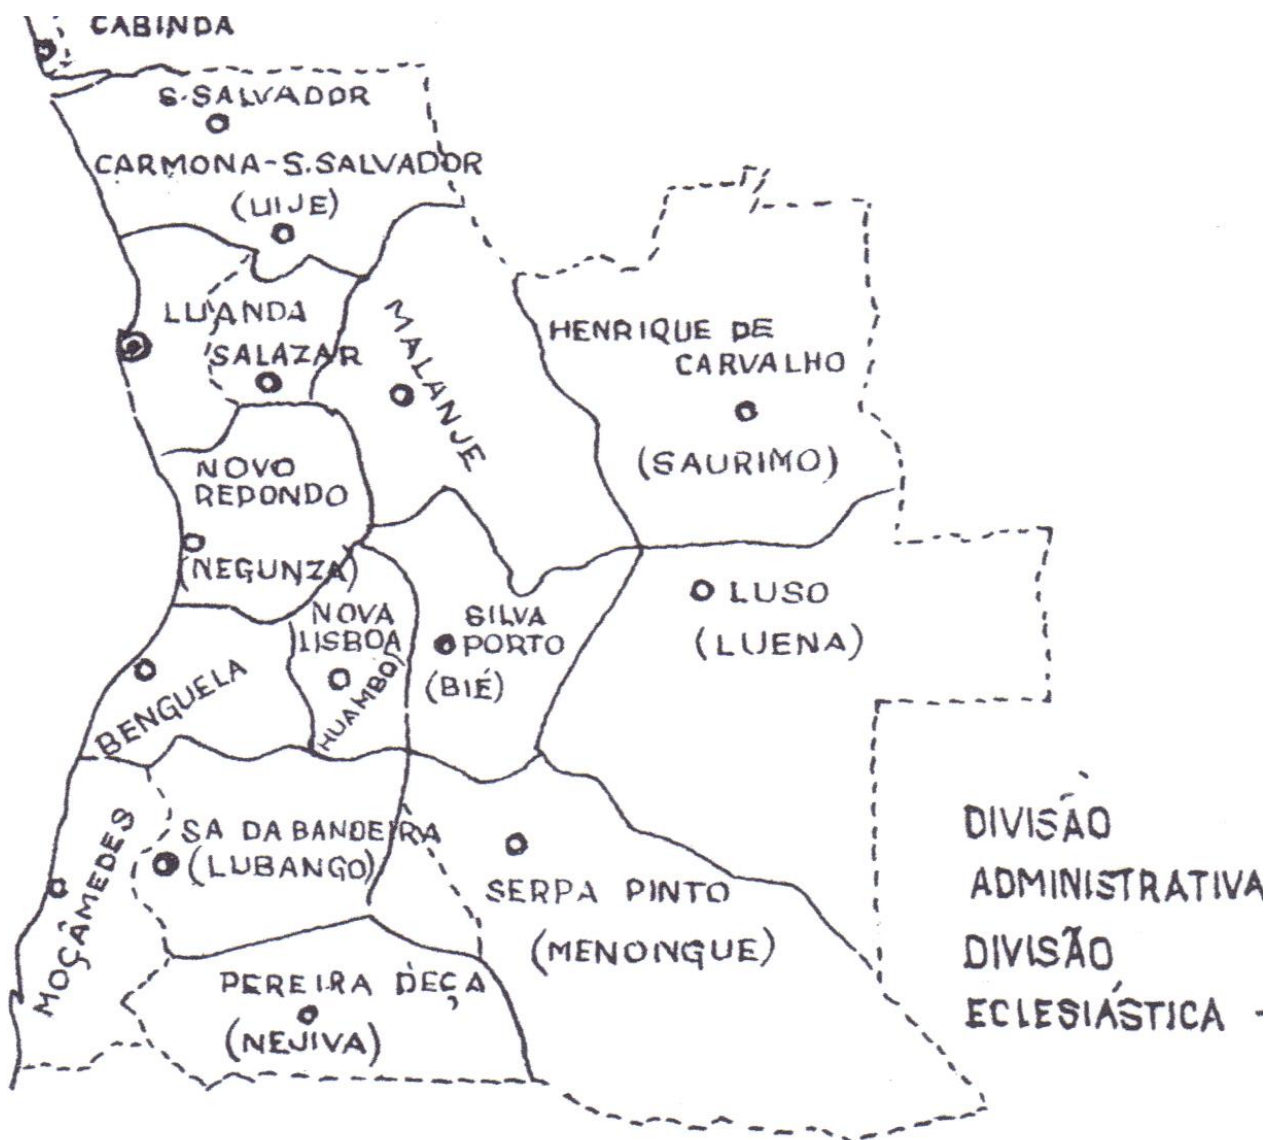 CABINDA
S.SALVADOR
CARMONA-S.SALVADOR
(UIJE)
LUANDA
SALAZAR
MALANJE
HENRIQUE DE
CARVALHO
(SAURIMO)
NOVO
REDONDO
(NEGUNZA)
NOVA
LISBOA
HUAMBO
SILVA
PORTO
(BIÉ)
LUSO
(LUENA)
BENGUELA
MOÇÂMEDES
SA DA BANDEIRA
(LUBANGO)
SERPA PINTO
(MENONGUE)
PEREIRA DEÇA
(NEJIVA)
DIVISÃO
ADMINISTRATIVA
DIVISÃO
ECLESIÁSTICA -